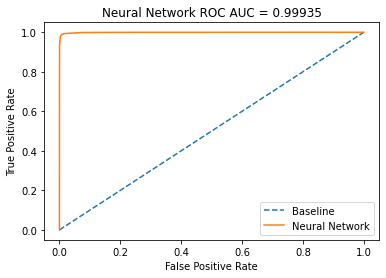 Neural Network ROC AUC = 0.99935
True Positive Rate
1.0
0.8
0.6
0.4
0.2
0.0
Baseline
Neural Network
0.0 0.2 0.4 0.6 0.8 1.0
False Positive Rate